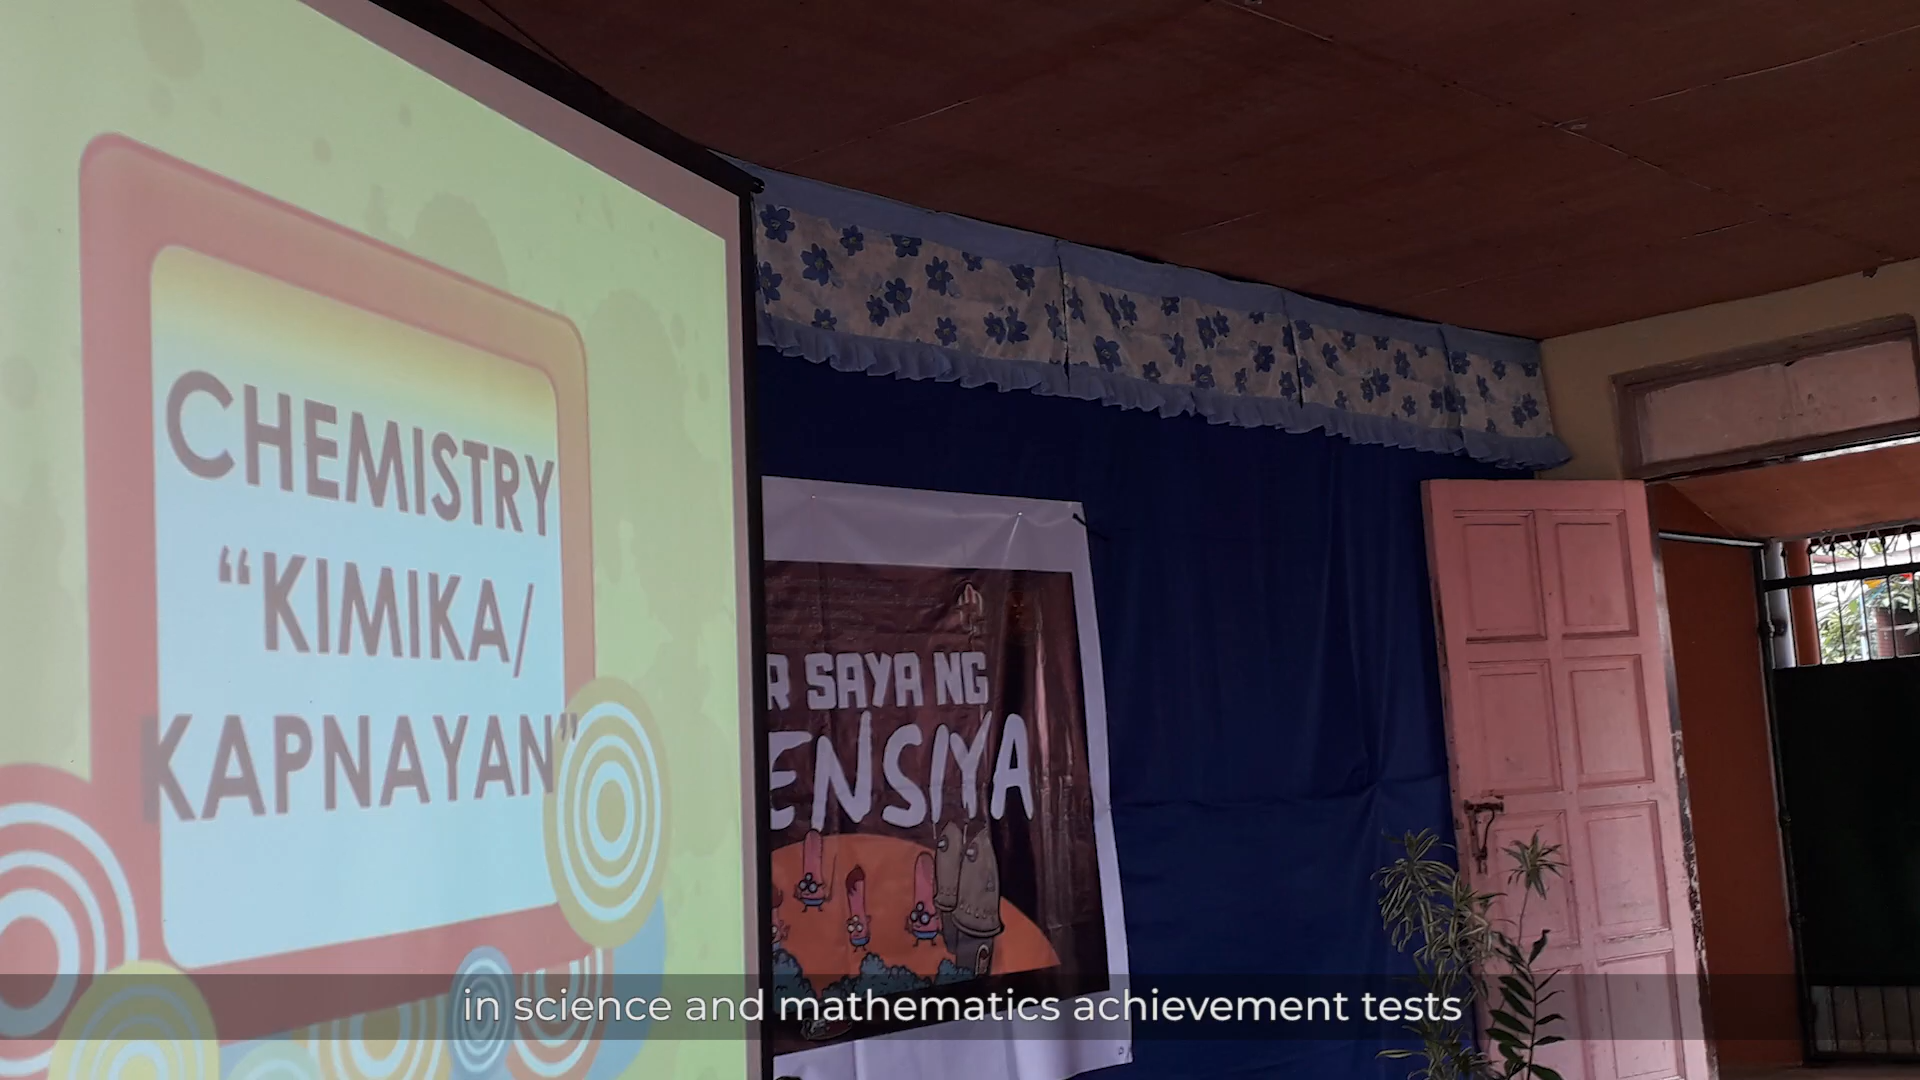 CHEMISTRY
“KIMIKA/
KAPNAYAN”
R SAYA NG
ENSIYA
in science and mathematics achievement tests